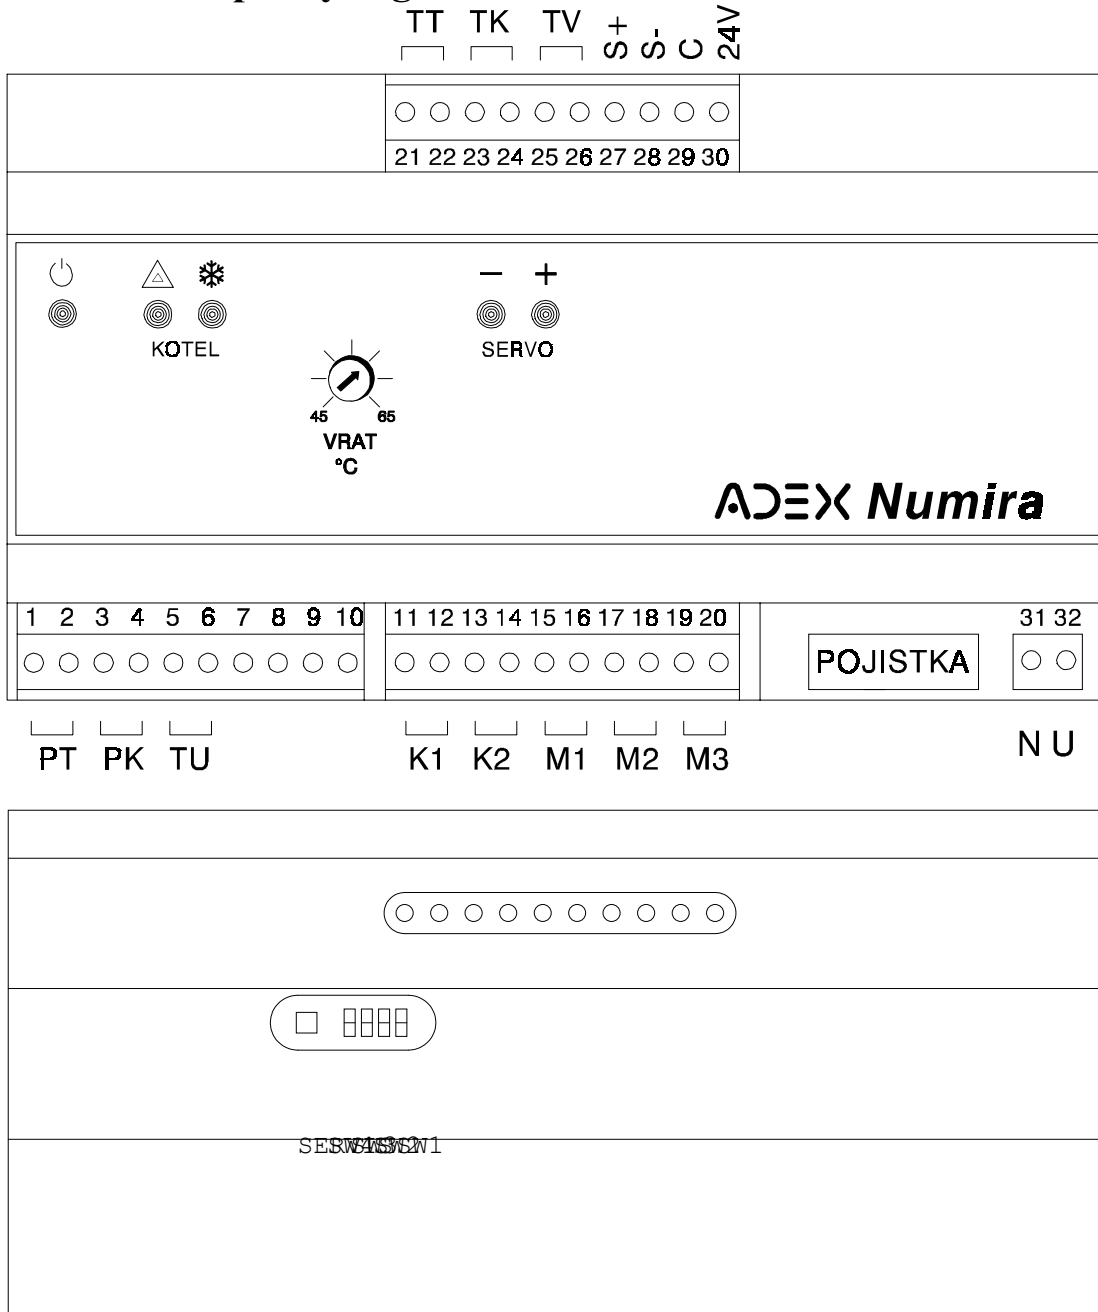 TT TK TV S+ S- C 24V
21 22 23 24 25 26 27 28 29 30
KOTEL
SERVO
45 65
VRAT
°C
ADEX Numira
1 2 3 4 5 6 7 8 9 10
11 12 13 14 15 16 17 18 19 20
POJISTKA
31 32
PT PK TU
K1 K2 M1 M2 M3
N U